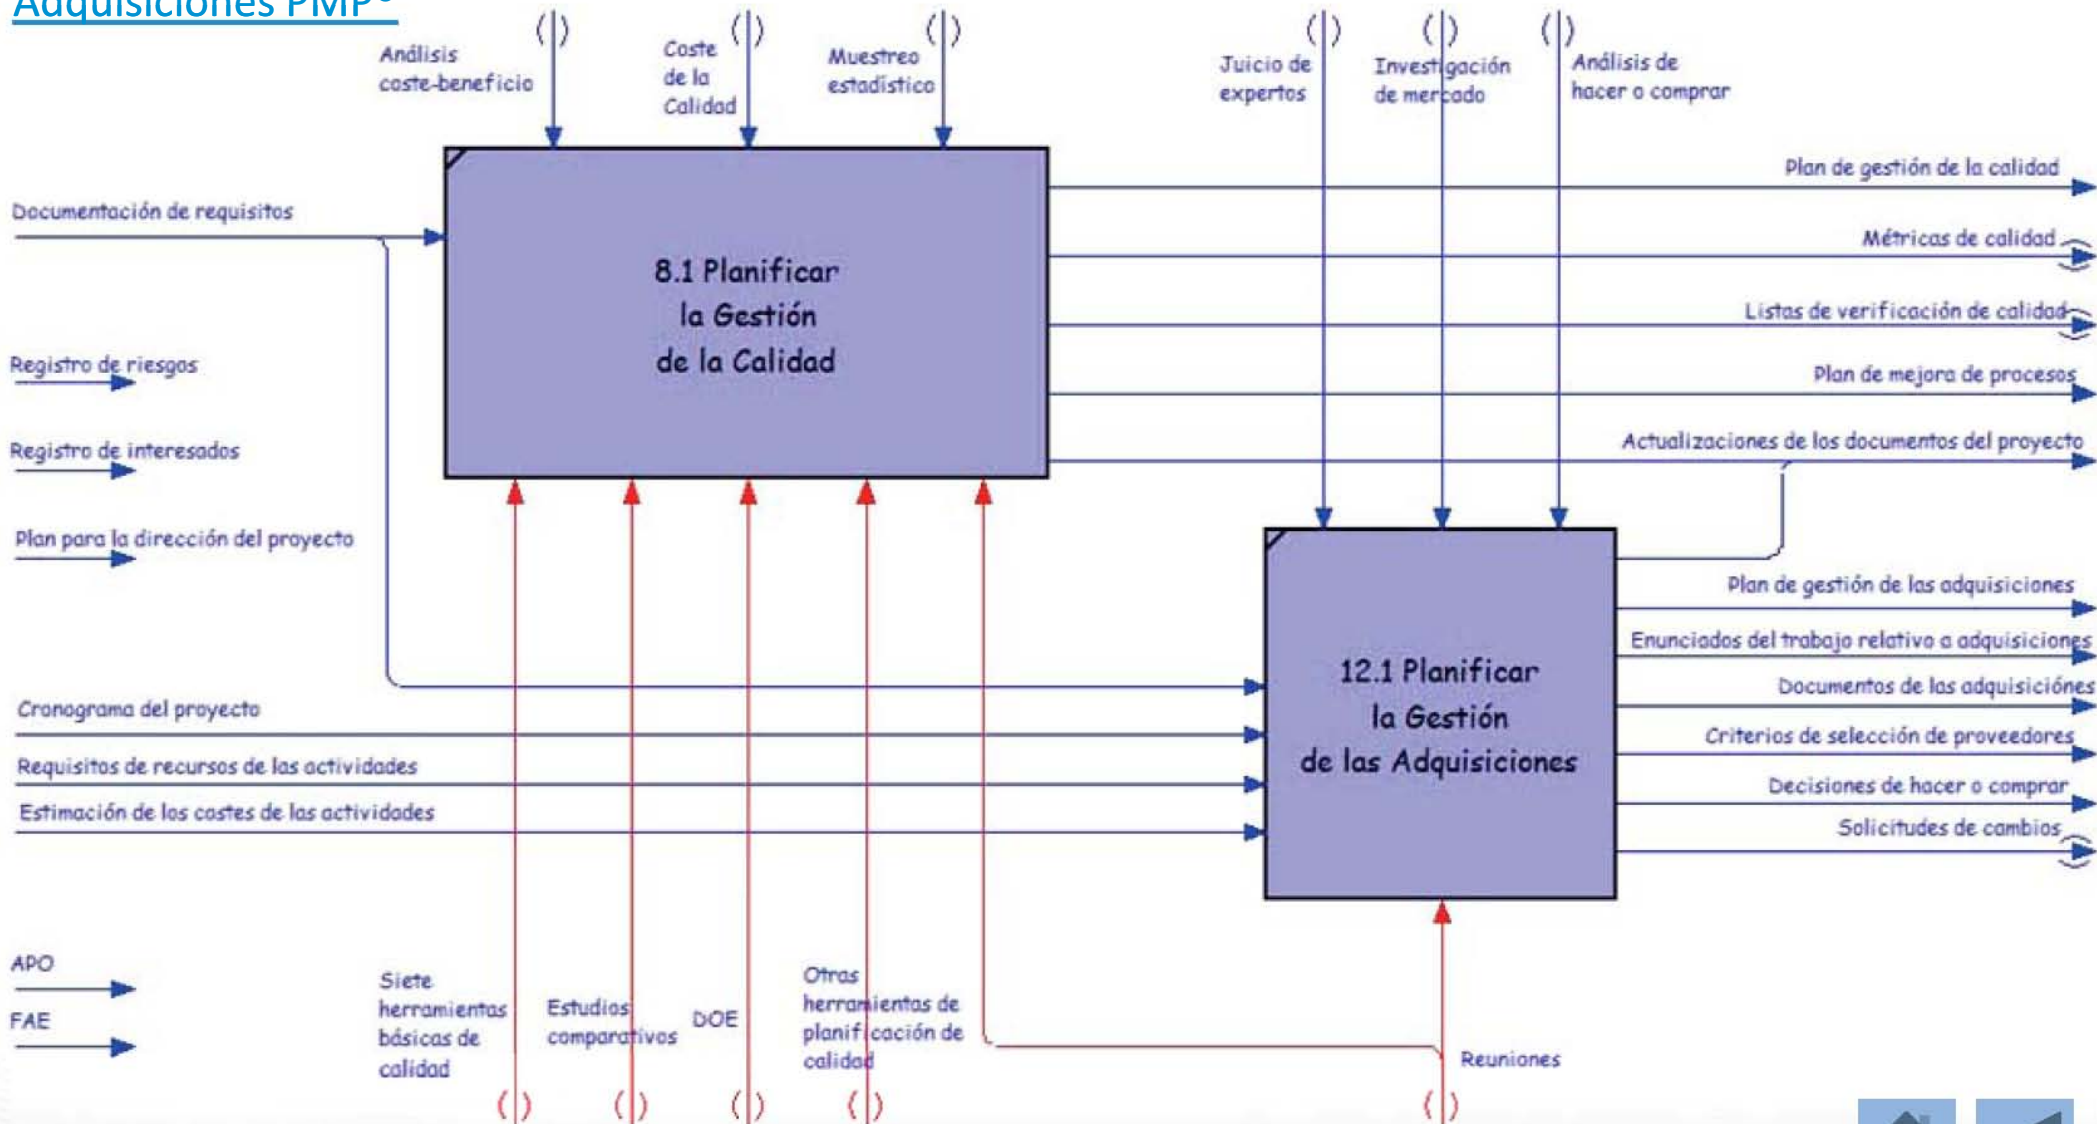 Adquisiciones PMP®
Análisis
coste-beneficio
Coste
de la
Calidad
Muestreo
estadístico
Juicio de
expertos
Investigación
de mercado
Análisis de
hacer o comprar
Documentación de requisitos
Registro de riesgos
Registro de interesados
Plan para la dirección del proyecto
8.1 Planificar
la Gestión
de la Calidad
Plan de gestión de la calidad
Métricas de calidad
Listas de verificación de calidad
Plan de mejora de procesos
Actualizaciones de los documentos del proyecto
Cronograma del proyecto
Requisitos de recursos de las actividades
Estimación de los costes de las actividades
12.1 Planificar
la Gestión
de las Adquisiciones
Plan de gestión de las adquisiciones
Enunciados del trabajo relativo a adquisiciones
Documentos de las adquisiciónes
Criterios de selección de proveedores
Decisiones de hacer o comprar
Solicitudes de cambios
APO
FAE
Siete
herramientas
básicas de
calidad
Estudios
comparativos
DOE
Otras
herramientas de
planificación de
calidad
Reuniones